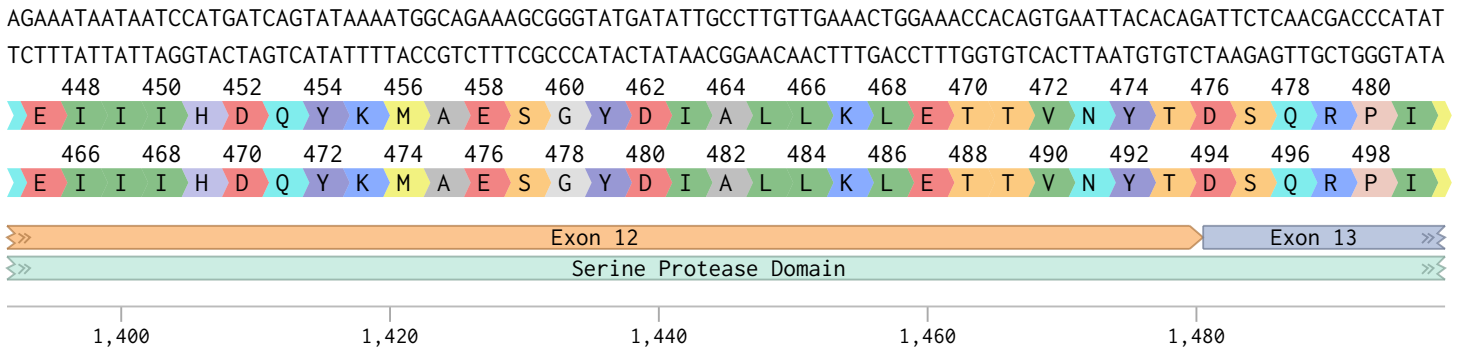 AGAAATAATAATCCATGATCAGTATAAAATGGCAGAAAGCGGGTATGATATTGCCTTGTTGAAACTGGAAACCACAGTGAATTACACAGATTCTCAACGACCCATAT
TCTTTATTATTAGGTACTAGTCATATTTTACCGTCTTTCGCCCATACTATAACGGAACAACTTTGACCTTTGGTGTCACTTAATGTGTCTAAGAGTTGCTGGGTATA
448 450 452 454 456 458 460 462 464 466 468 470 472 474 476 478 480
E I I I H D Q Y K M A E S G Y D I A L L K L E T T V N Y T D S Q R P I
466 468 470 472 474 476 478 480 482 484 486 488 490 492 494 496 498
E I I I H D Q Y K M A E S G Y D I A L L K L E T T V N Y T D S Q R P I
Exon 12 Exon 13
Serine Protease Domain
1,400 1,420 1,440 1,460 1,480